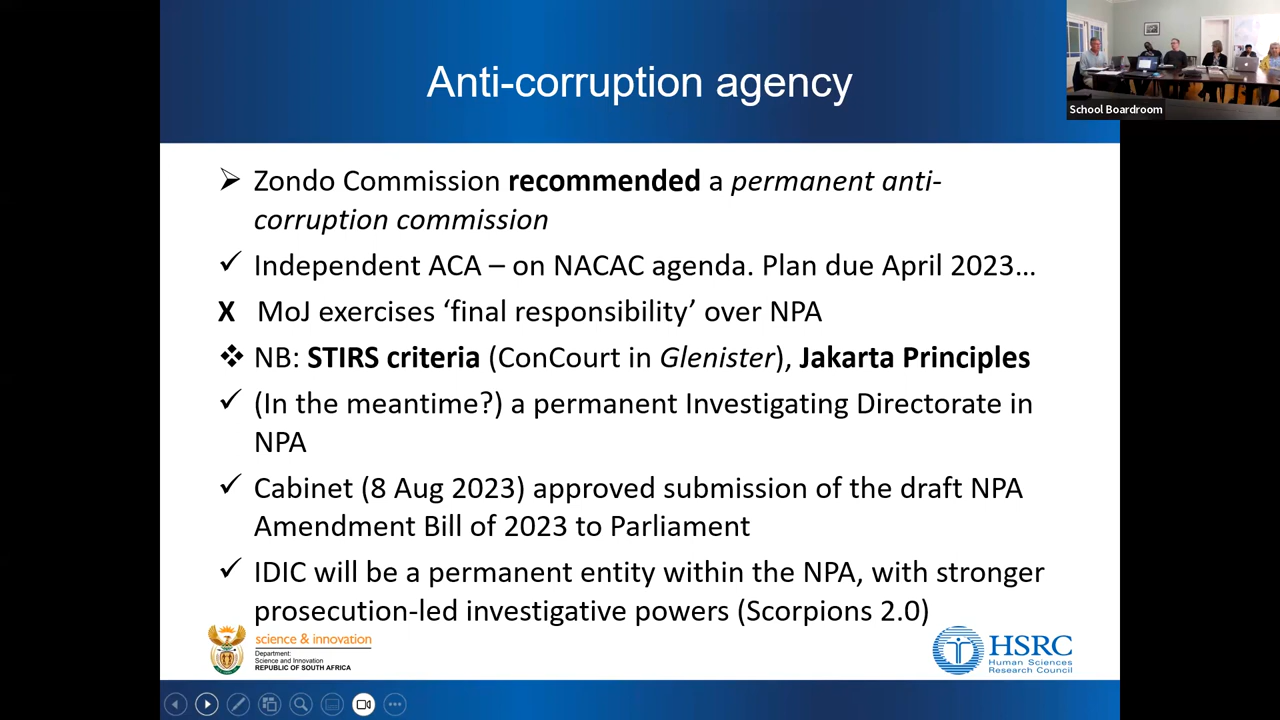 Anti-corruption agency
School Boardroom
➢ Zondo Commission recommended a permanent anti-
corruption commission
✓ Independent ACA – on NACAC agenda. Plan due April 2023…
X MoJ exercises ‘final responsibility’ over NPA
❖ NB: STIRS criteria (ConCourt in Glenister), Jakarta Principles
✓ (In the meantime?) a permanent Investigating Directorate in
NPA
✓ Cabinet (8 Aug 2023) approved submission of the draft NPA
Amendment Bill of 2023 to Parliament
✓ IDIC will be a permanent entity within the NPA, with stronger
prosecution-led investigative powers (Scorpions 2.0)
science & innovation
Department:
Science and Innovation
REPUBLIC OF SOUTH AFRICA
HSRC
Human Sciences
Research Council